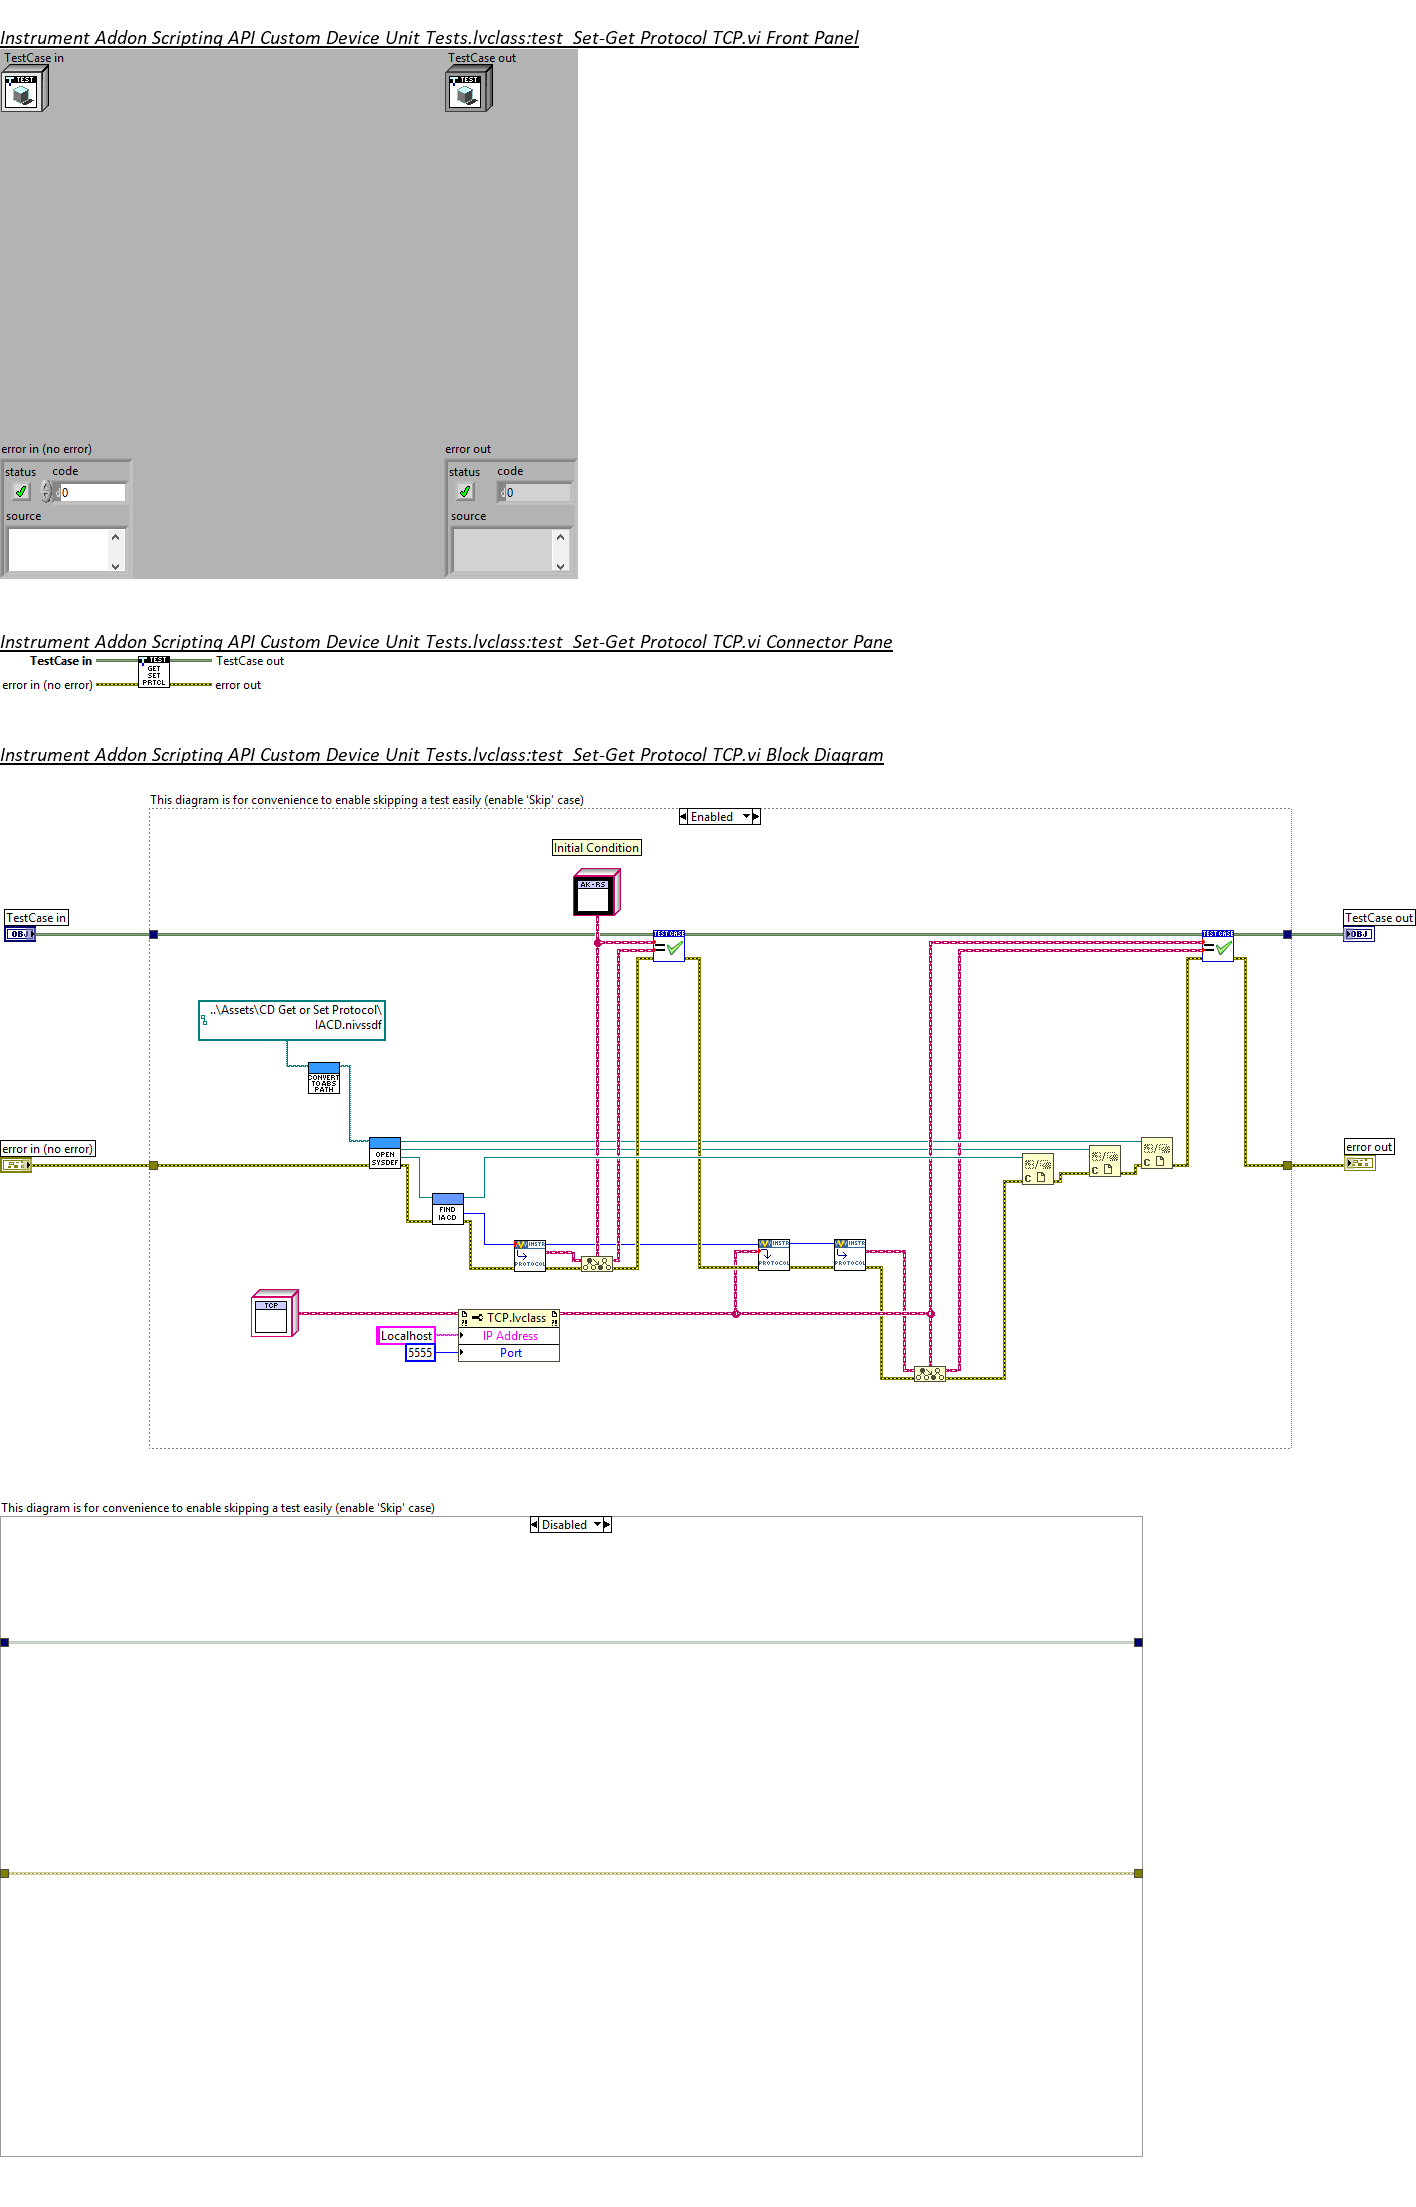 Instrument Addon Scripting API Custom Device Unit Tests.lvclass:test_Set-Get Protocol TCP.vi Front Panel
TestCase in
TestCase out
TEST
TEST
error in (no error)
error out
status
code
status
code
d 0
d 0
source
source
Instrument Addon Scripting API Custom Device Unit Tests.lvclass:test_Set-Get Protocol TCP.vi Connector Pane
TestCase in
TEST
GET
SET
PRTCL
TestCase out
error in (no error)
error out
Instrument Addon Scripting API Custom Device Unit Tests.lvclass:test_Set-Get Protocol TCP.vi Block Diagram
This diagram is for convenience to enable skipping a test easily (enable 'Skip' case)
Enabled
Initial Condition
AK-RS
TestCase in
OBJ
TEST CASE
TEST CASE
TestCase out
OBJ
..\Assets\CD Get or Set Protocol\
IACD.nivssdf
CONVERT
TO ABS
PATH
error in (no error)
OPEN
SYSDEF
error out
C
C
C
FIND
IACD
INSTR
PROTOCOL
INSTR
PROTOCOL
INSTR
PROTOCOL
TCP
TCP.lvclass
Localhost
IP Address
5555
Port
This diagram is for convenience to enable skipping a test easily (enable 'Skip' case)
Disabled